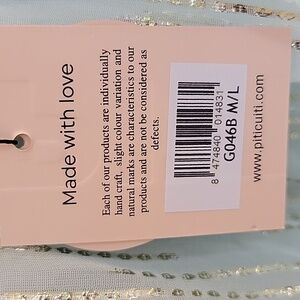 Made with love
Each of our products are individually
hand craft, slight colour variation and
natural marks are characteristics to our
products and are not be considered as
defects.
8 474840 014831
G046B M/L
www.piticuiti.com